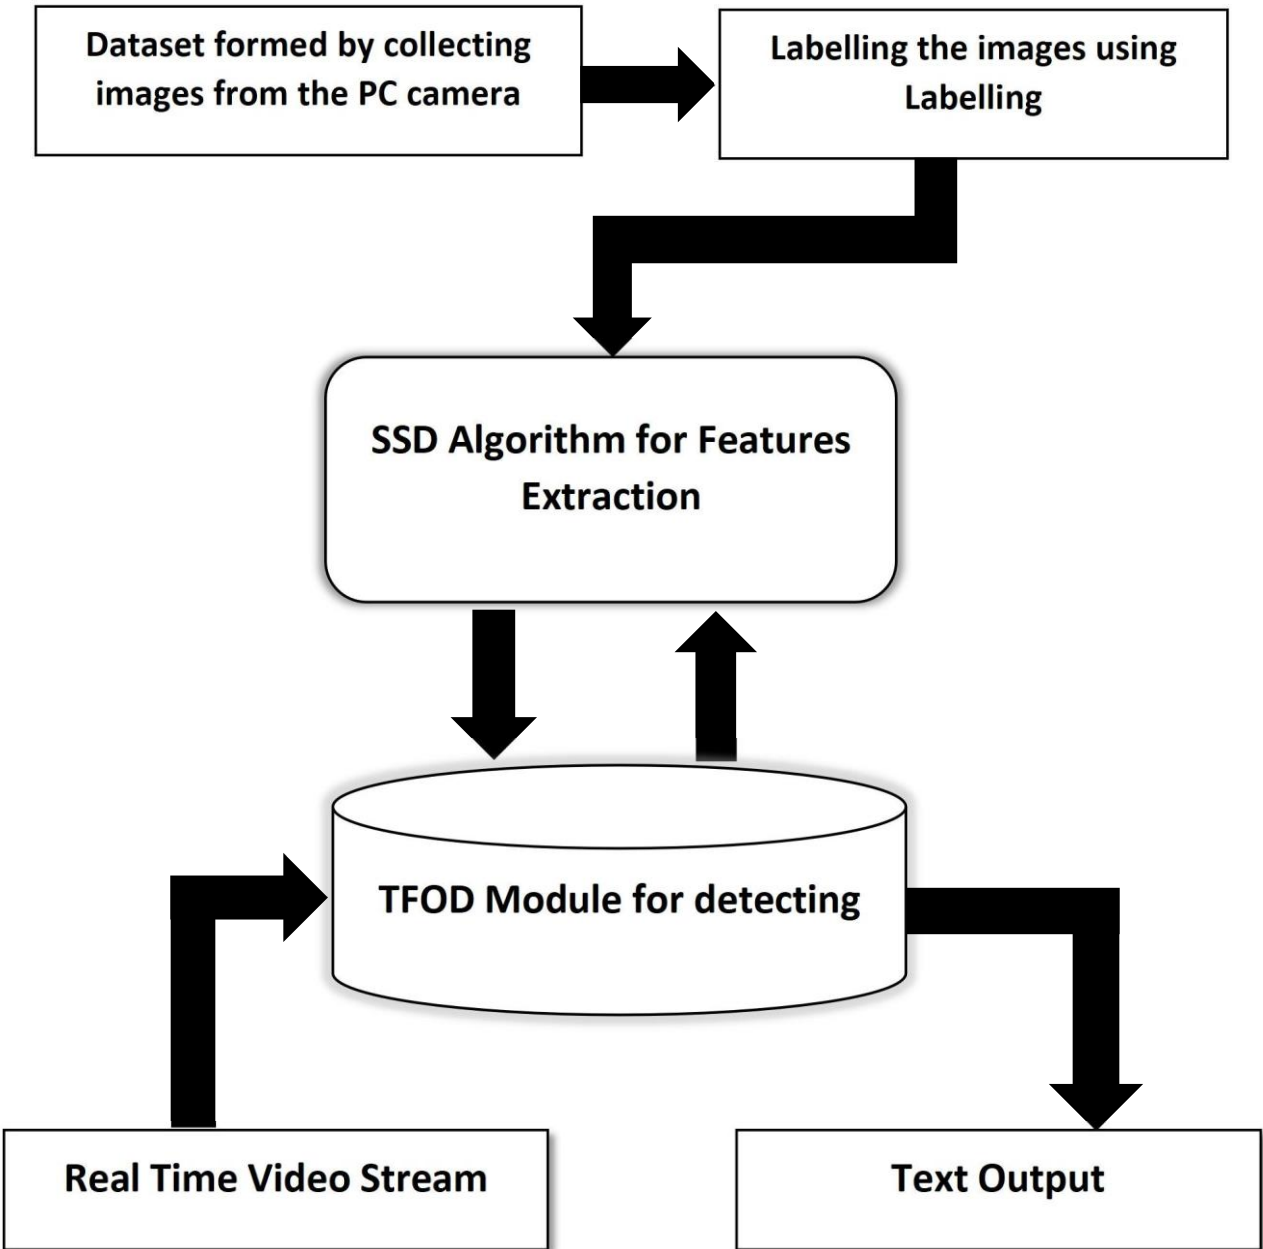 Dataset formed by collecting
images from the PC camera
Labelling the images using
Labelling
SSD Algorithm for Features
Extraction
TFOD Module for detecting
Real Time Video Stream
Text Output